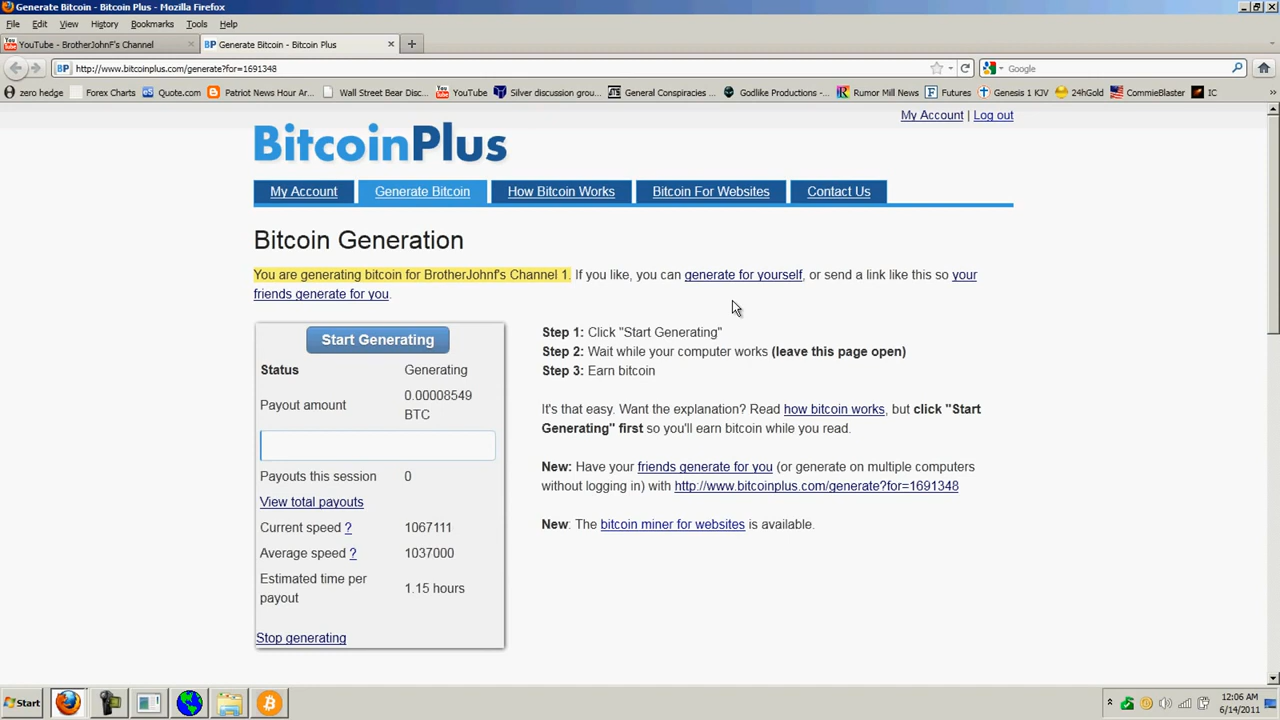 Generate Bitcoin - Bitcoin Plus - Mozilla Firefox
File Edit View History Bookmarks Tools Help
YouTube - BrotherJohnF's Channel
BP Generate Bitcoin - Bitcoin Plus
BP http://www.bitcoinplus.com/generate?for=1691348 Google
zero hedge Forex Charts Quote.com Patriot News Hour Ar... Wall Street Bear Disc... YouTube Silver discussion grou... General Conspiracies ... Godlike Productions -... Rumor Mill News Futures Genesis 1 KJV 24hGold CommieBlaster IC
My Account | Log out
BitcoinPlus
My Account Generate Bitcoin How Bitcoin Works Bitcoin For Websites Contact Us
Bitcoin Generation
You are generating bitcoin for BrotherJohnf's Channel 1. If you like, you can generate for yourself, or send a link like this so your
friends generate for you.
Start Generating
Status Generating
Payout amount 0.00008549
BTC
Payouts this session 0
View total payouts
Current speed ? 1067111
Average speed ? 1037000
Estimated time per
payout 1.15 hours
Stop generating
Step 1: Click "Start Generating"
Step 2: Wait while your computer works (leave this page open)
Step 3: Earn bitcoin
It's that easy. Want the explanation? Read how bitcoin works, but click "Start
Generating" first so you'll earn bitcoin while you read.
New: Have your friends generate for you (or generate on multiple computers
without logging in) with http://www.bitcoinplus.com/generate?for=1691348
New: The bitcoin miner for websites is available.
Start
12:06 AM
6/14/2011